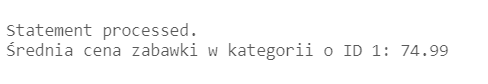 Statement processed.
Średnia cena zabawki w kategorii o ID 1: 74.99